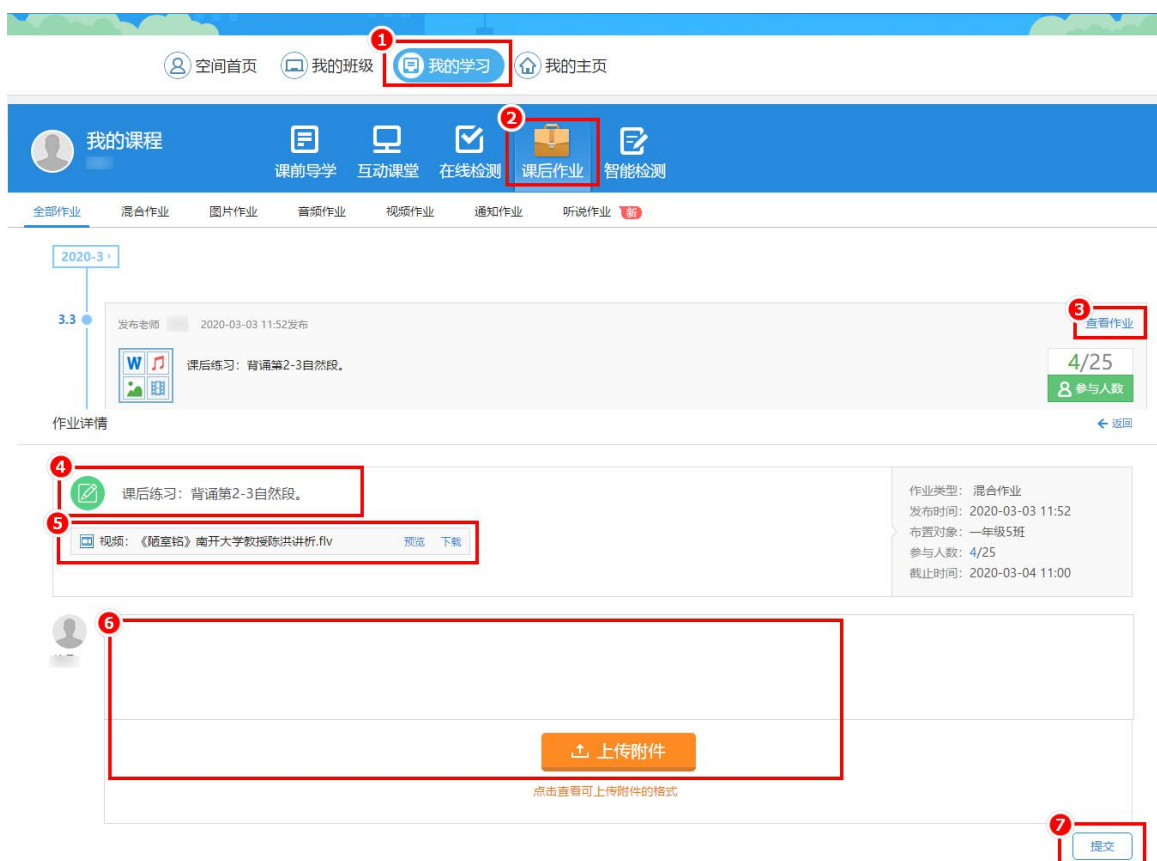 1
空间首页 我的班级 我的学习 我的主页
2
我的课程
课前导学 互动课堂 在线检测 课后作业 智能检测
全部作业 混合作业 图片作业 音频作业 视频作业 通知作业 听说作业 新
2020-3 ›
3
3.3 发布老师 2020-03-03 11:52发布 查看作业
W
课后练习：背诵第2-3自然段。
4/25
参与人数
作业详情 返回
4
课后练习：背诵第2-3自然段。
5
视频：《陋室铭》南开大学教授陈洪讲析.flv 预览 下载
作业类型： 混合作业
发布时间： 2020-03-03 11:52
布置对象： 一年级5班
参与人数： 4/25
截止时间： 2020-03-04 11:00
6
上传附件
点击查看可上传附件的格式
7
提交